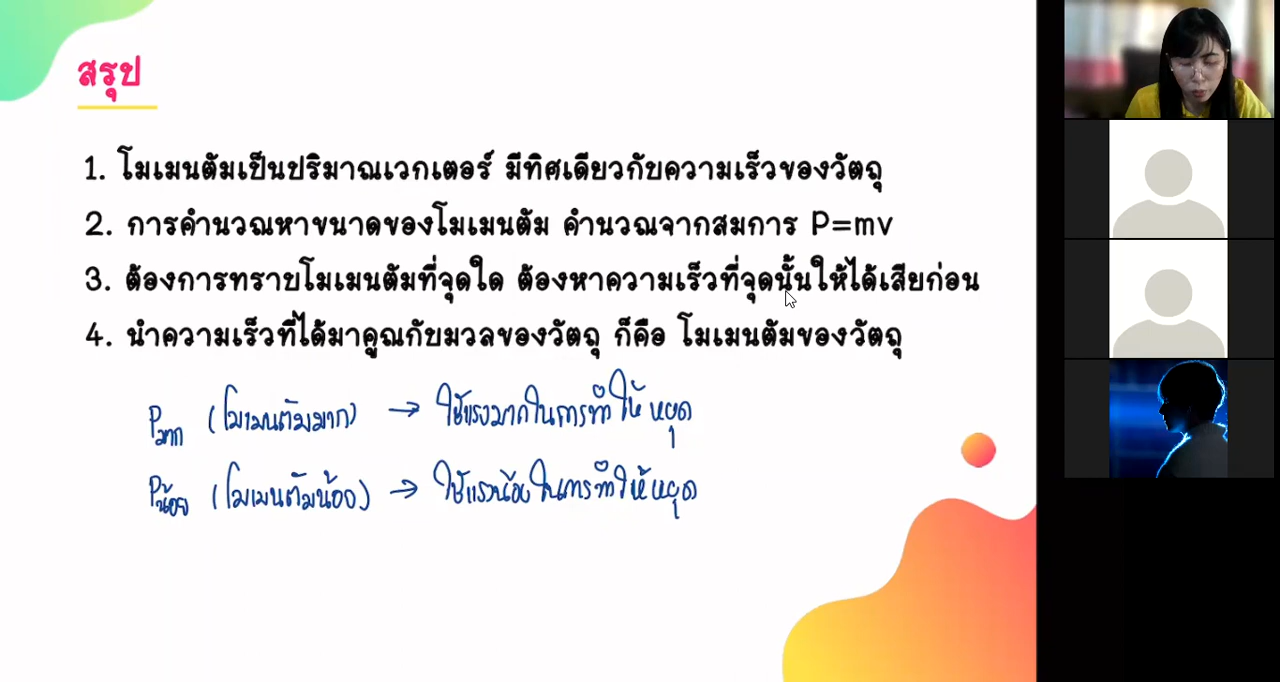 สรุป
1. โมเมนตัมเป็นปริมาณเวกเตอร์ มีทิศเดียวกับความเร็วของวัตถุ
2. การคำนวณหาขนาดของโมเมนตัม คำนวณจากสมการ P=mv
3. ต้องการทราบโมเมนตัมที่จุดใด ต้องหาความเร็วที่จุดนั้นให้ได้เสียก่อน
4. นำความเร็วที่ได้มาคูณกับมวลของวัตถุ ก็คือ โมเมนตัมของวัตถุ
Pมาก (โมเมนตัมมาก) → ใช้แรงมากในการทำให้หยุด
Pน้อย (โมเมนตัมน้อย) → ใช้แรงน้อยในการทำให้หยุด